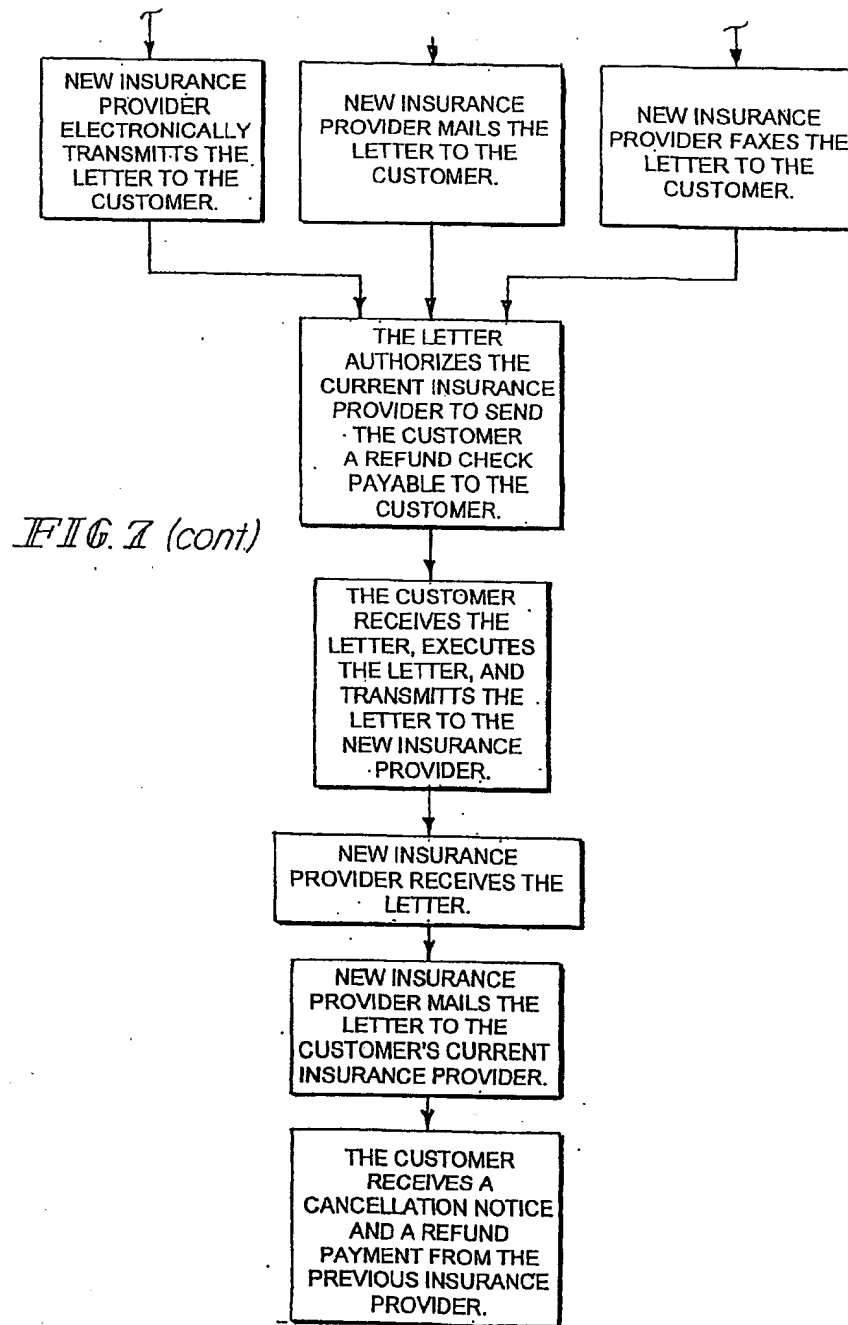 NEW INSURANCE
PROVIDER
ELECTRONICALLY
TRANSMITTS THE
LETTER TO THE
CUSTOMER.
NEW INSURANCE
PROVIDER MAILS THE
LETTER TO THE
CUSTOMER.
NEW INSURANCE
PROVIDER FAXES THE
LETTER TO THE
CUSTOMER.
THE LETTER
AUTHORIZES THE
CURRENT INSURANCE
PROVIDER TO SEND
THE CUSTOMER
A REFUND CHECK
PAYABLE TO THE
CUSTOMER.
FIG. 7 (cont)
THE CUSTOMER
RECEIVES THE
LETTER, EXECUTES
THE LETTER, AND
TRANSMITTS THE
LETTER TO THE
NEW INSURANCE
PROVIDER.
NEW INSURANCE
PROVIDER RECEIVES THE
LETTER.
NEW INSURANCE
PROVIDER MAILS THE
LETTER TO THE
CUSTOMER'S CURRENT
INSURANCE PROVIDER.
THE CUSTOMER
RECEIVES A
CANCELLATION NOTICE
AND A REFUND
PAYMENT FROM THE
PREVIOUS INSURANCE
PROVIDER.